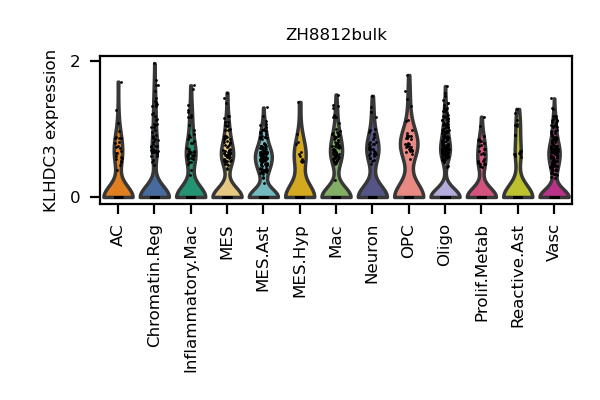 ZH8812bulk
KLHDC3 expression
2
0
AC
Chromatin.Reg
Inflammatory.Mac
MES
MES.Ast
MES.Hyp
Mac
Neuron
OPC
Oligo
Prolif.Metab
Reactive.Ast
Vasc